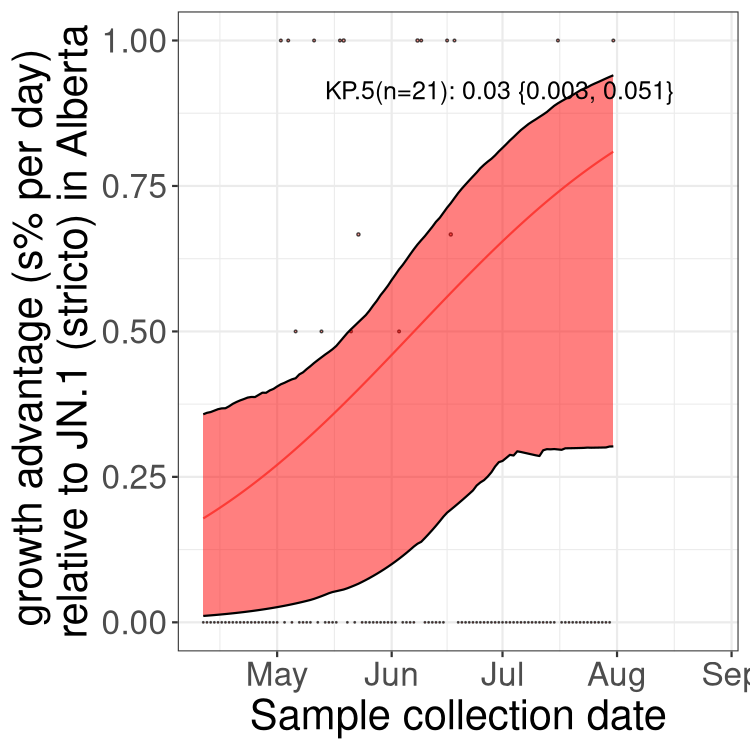 growth advantage (s% per day)
relative to JN.1 (stricto) in Alberta
1.00
0.75
0.50
0.25
0.00
KP.5(n=21): 0.03 {0.003, 0.051}
May Jun Jul Aug Sep
Sample collection date